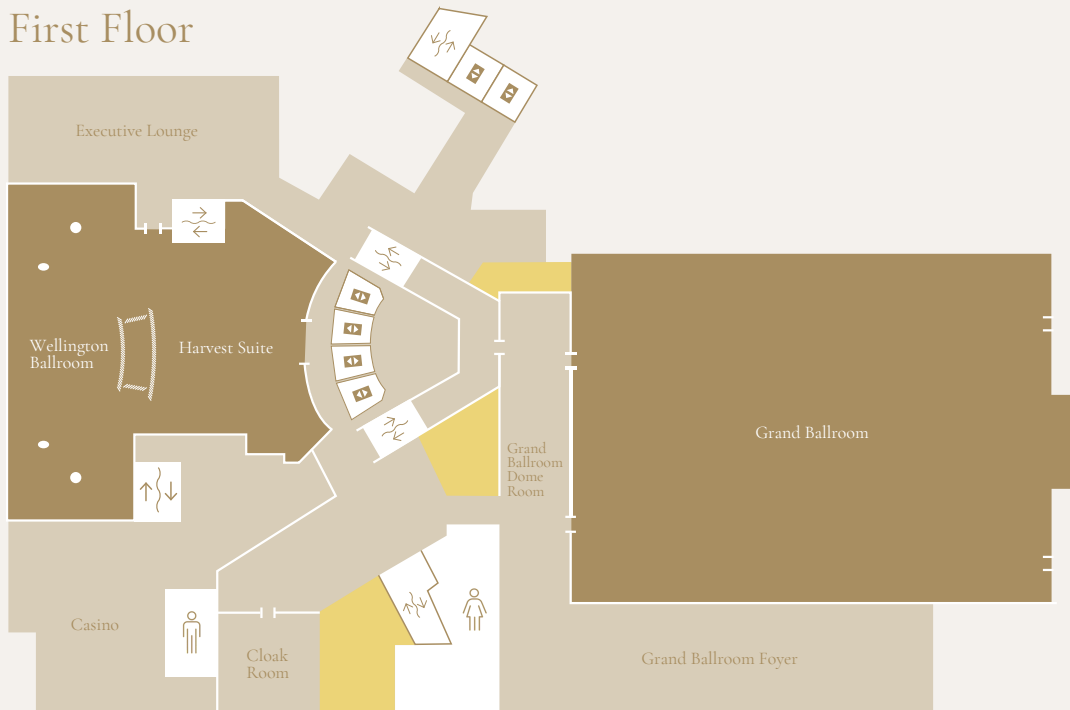 First Floor
Executive Lounge
Wellington
Ballroom
Harvest Suite
Grand Ballroom
Grand
Ballroom
Dome
Room
Casino
Cloak
Room
Grand Ballroom Foyer